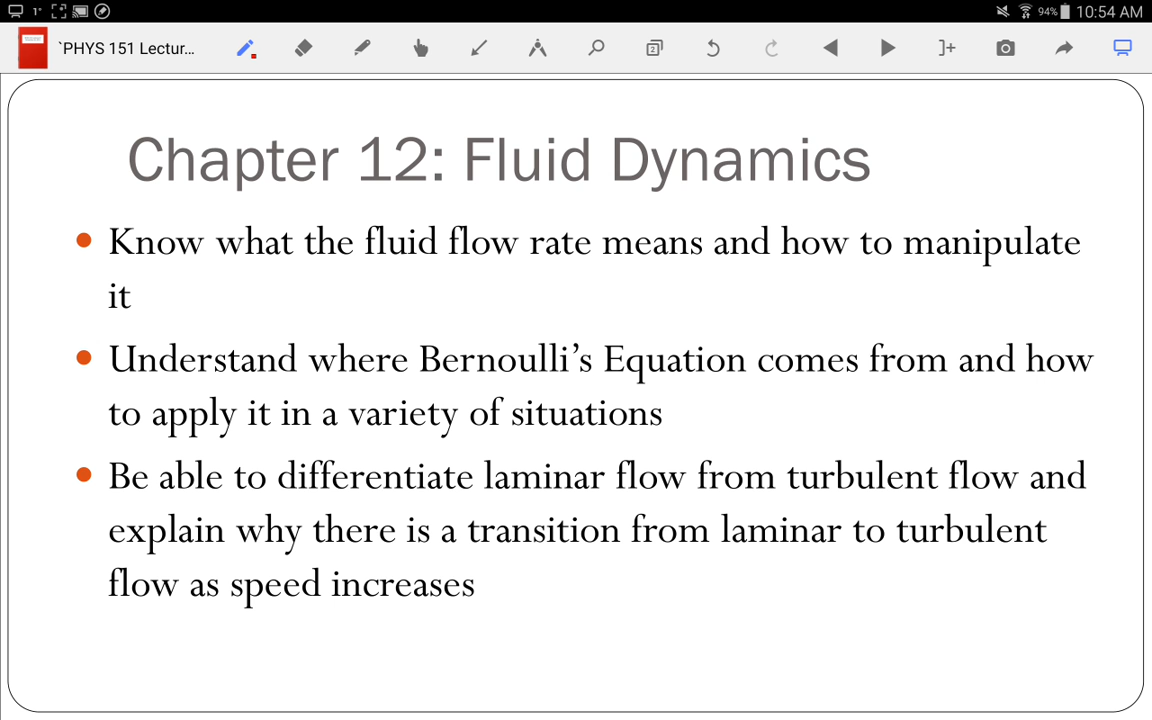 1° 94% 10:54 AM
`PHYS 151 Lectur... 2 ]+
Chapter 12: Fluid Dynamics
• Know what the fluid flow rate means and how to manipulate
it
• Understand where Bernoulli’s Equation comes from and how
to apply it in a variety of situations
• Be able to differentiate laminar flow from turbulent flow and
explain why there is a transition from laminar to turbulent
flow as speed increases